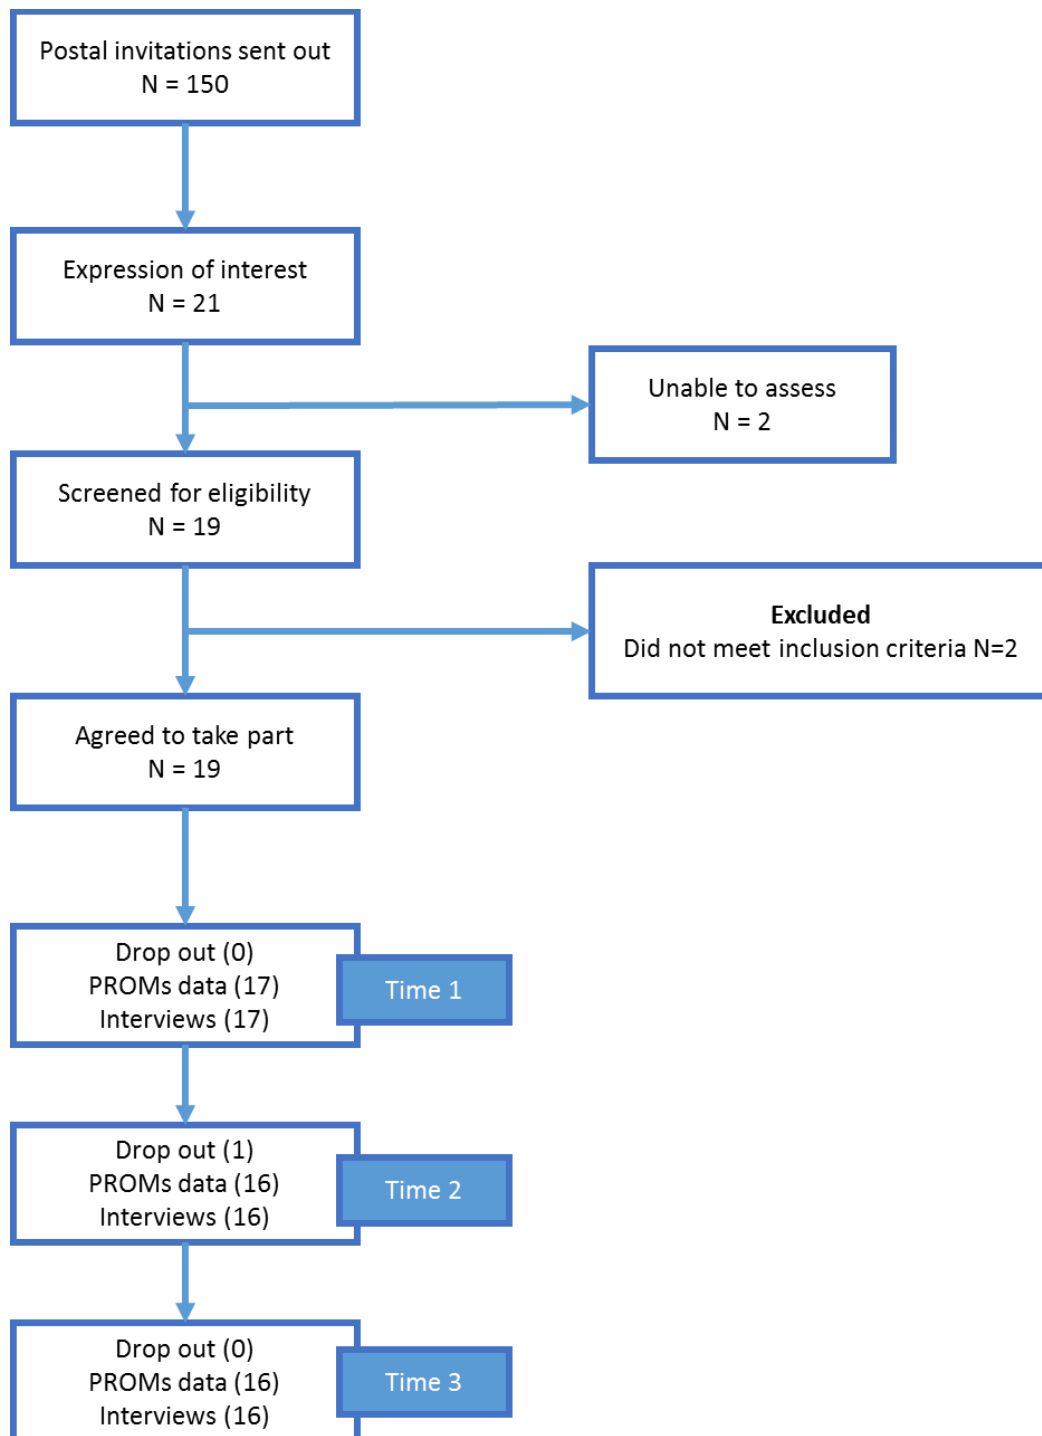 Postal invitations sent out
N = 150
Expression of interest
N = 21
Unable to assess
N = 2
Screened for eligibility
N = 19
Excluded
Did not meet inclusion criteria N=2
Agreed to take part
N = 19
Drop out (0)
PROMs data (17)
Interviews (17)
Time 1
Drop out (1)
PROMs data (16)
Interviews (16)
Time 2
Drop out (0)
PROMs data (16)
Interviews (16)
Time 3